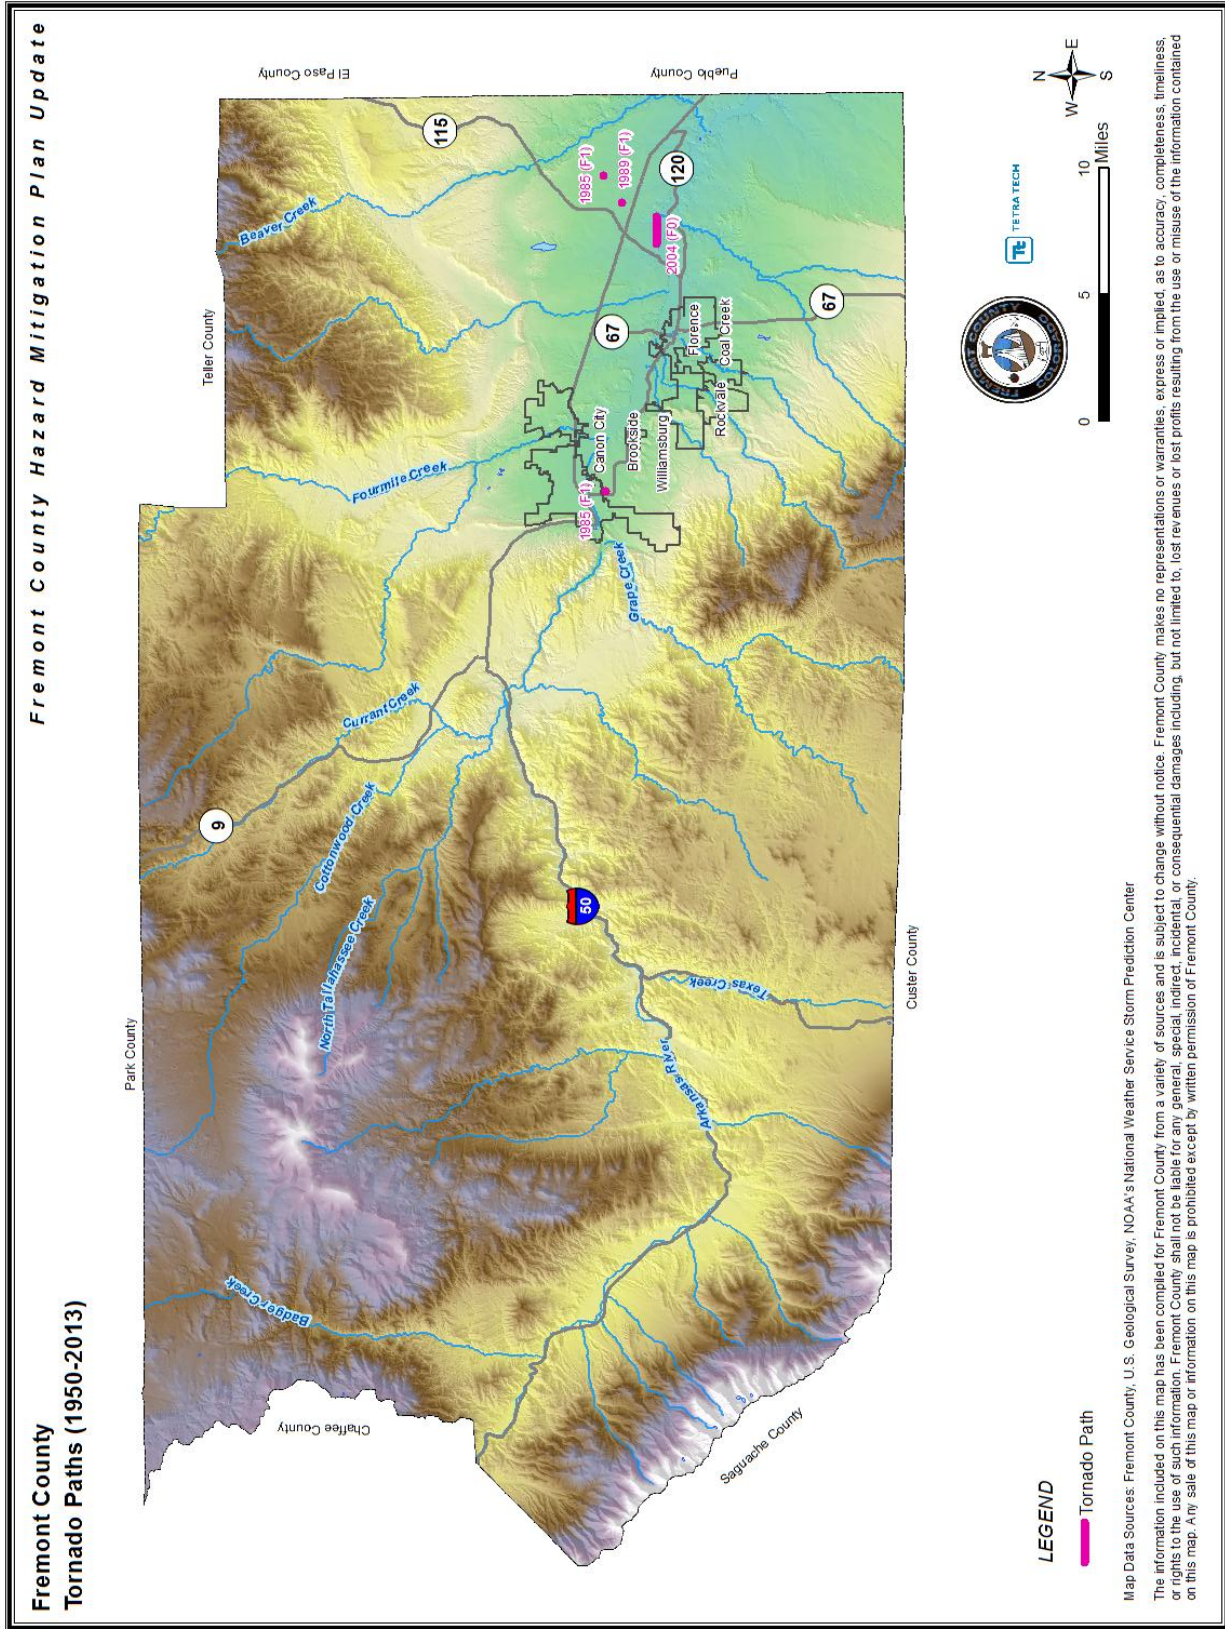 Fremont County Hazard Mitigation Plan Update
Fremont County
Tornado Paths (1950-2013)
Park County
Teller County
El Paso County
Pueblo County
Chaffee County
Saguache County
Custer County
Badger Creek
North Tallahassee Creek
Cottonwood Creek
Currant Creek
Fourmile Creek
Beaver Creek
Arkansas River
Texas Creek
Grape Creek
9
50
115
120
67
67
1985 (F1)
1989 (F1)
2004 (F0)
1985 (F1)
Canon City
Brookside
Williamsburg
Florence
Coal Creek
Rockvale
LEGEND
Tornado Path
FREMONT COUNTY
COLORADO
Tt
TETRA TECH
N
W
E
S
0
5
10
Miles
Map Data Sources: Fremont County, U.S. Geological Survey, NOAA's National Weather Service Storm Prediction Center
The information included on this map has been compiled for Fremont County from a variety of sources and is subject to change without notice. Fremont County makes no representations or warranties, express or implied, as to accuracy, completeness, timeliness,
or rights to the use of such information. Fremont County shall not be liable for any general, special, indirect, incidental, or consequential damages including, but not limited to, lost revenues or lost profits resulting from the use or misuse of the information contained
on this map. Any sale of this map or information on this map is prohibited except by written permission of Fremont County.